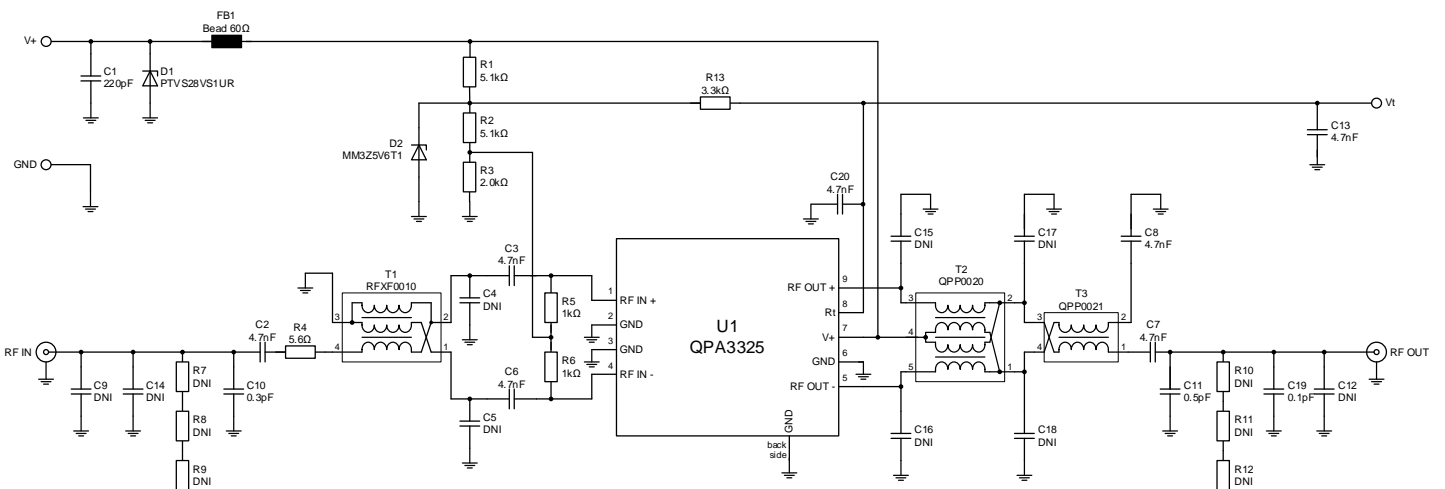 FB1
Bead 60Ω
V+
C1
220pF
D1
PTVS28VS1UR
R1
5.1kΩ
R13
3.3kΩ
Vt
C13
4.7nF
R2
5.1kΩ
D2
MM3Z5V6T1
R3
2.0kΩ
GND
C20
4.7nF
C15
DNI
C17
DNI
C8
4.7nF
C3
4.7nF
T1
RFXF0010
C4
DNI
T2
QPP0020
T3
QPP0021
R5
1kΩ
R6
1kΩ
1
RF IN +
2
GND
3
GND
4
RF IN -
U1
QPA3325
9
RF OUT +
8
Rt
7
V+
6
GND
5
RF OUT -
GND
back
side
3
2
4
1
3
2
4
5
1
3
2
4
1
RF IN
C2
4.7nF
R4
5.6Ω
C9
DNI
C14
DNI
R7
DNI
R8
DNI
R9
DNI
C10
0.3pF
C6
4.7nF
C5
DNI
C16
DNI
C18
DNI
C7
4.7nF
RF OUT
C11
0.5pF
R10
DNI
R11
DNI
R12
DNI
C19
0.1pF
C12
DNI